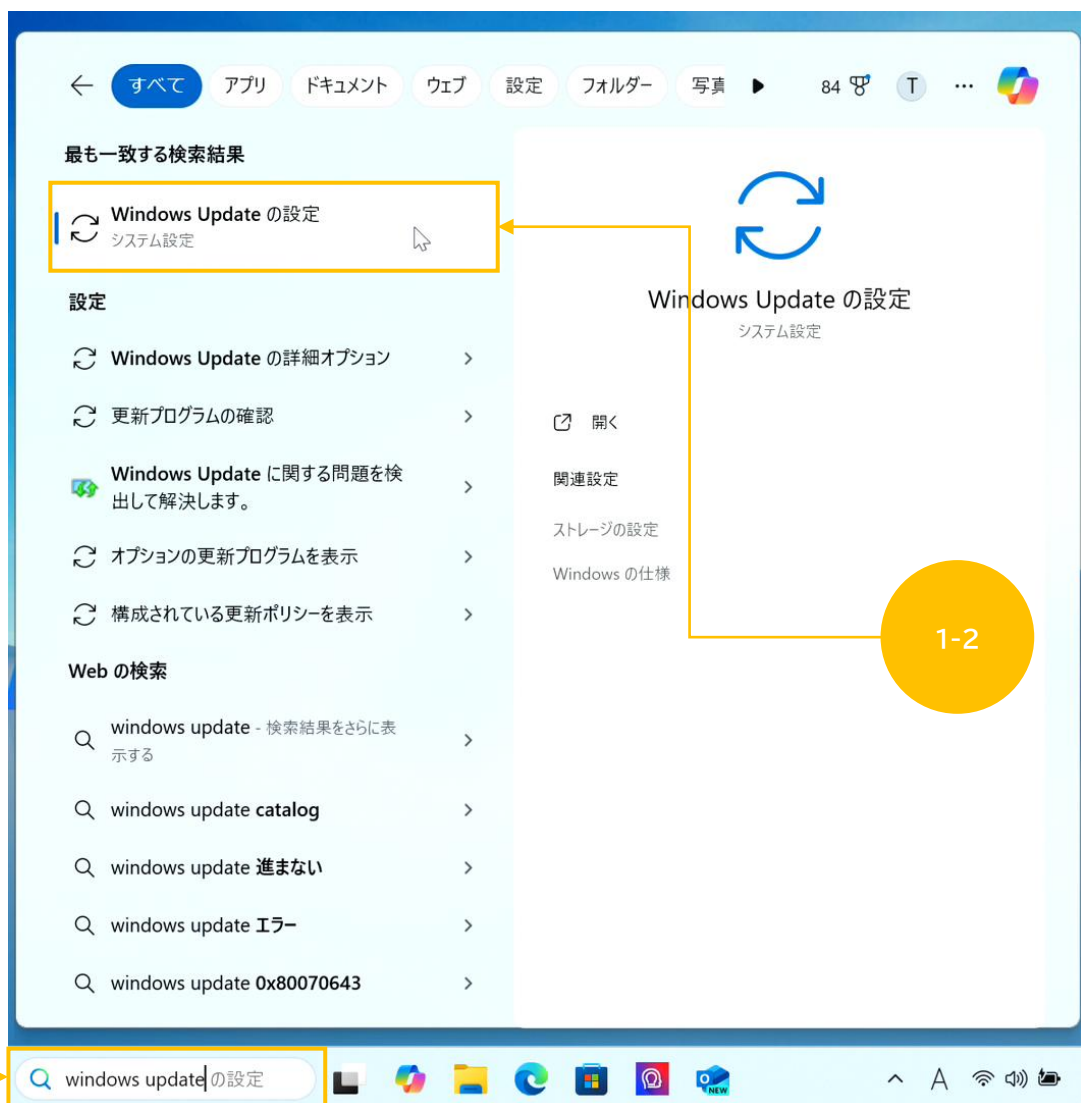 すべて アプリ ドキュメント ウェブ 設定 フォルダー 写真 84 T ...
最も一致する検索結果
Windows Update の設定
システム設定
設定
Windows Update の詳細オプション
更新プログラムの確認
Windows Update に関する問題を検
出して解決します。
オプションの更新プログラムを表示
構成されている更新ポリシーを表示
Web の検索
windows update - 検索結果をさらに表
示する
windows update catalog
windows update 進まない
windows update エラー
windows update 0x80070643
Windows Update の設定
システム設定
開く
関連設定
ストレージの設定
Windows の仕様
1-2
windows update の設定
NEW
A